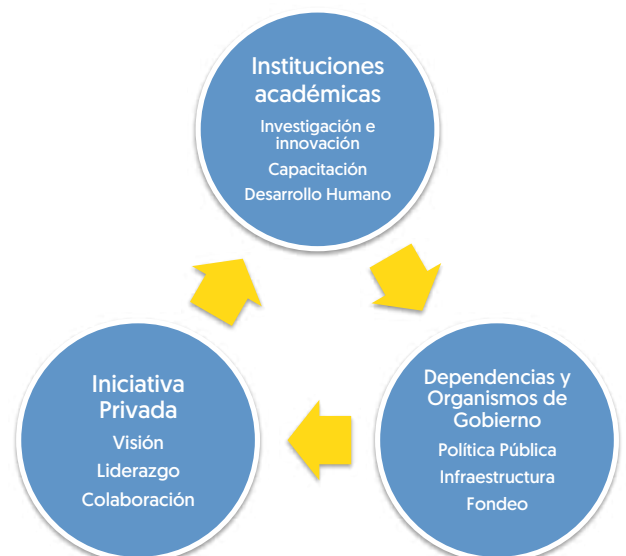 Instituciones
académicas
Investigación e
innovación
Capacitación
Desarrollo Humano
Dependencias y
Organismos de
Gobierno
Política Pública
Infraestructura
Fondeo
Iniciativa
Privada
Visión
Liderazgo
Colaboración